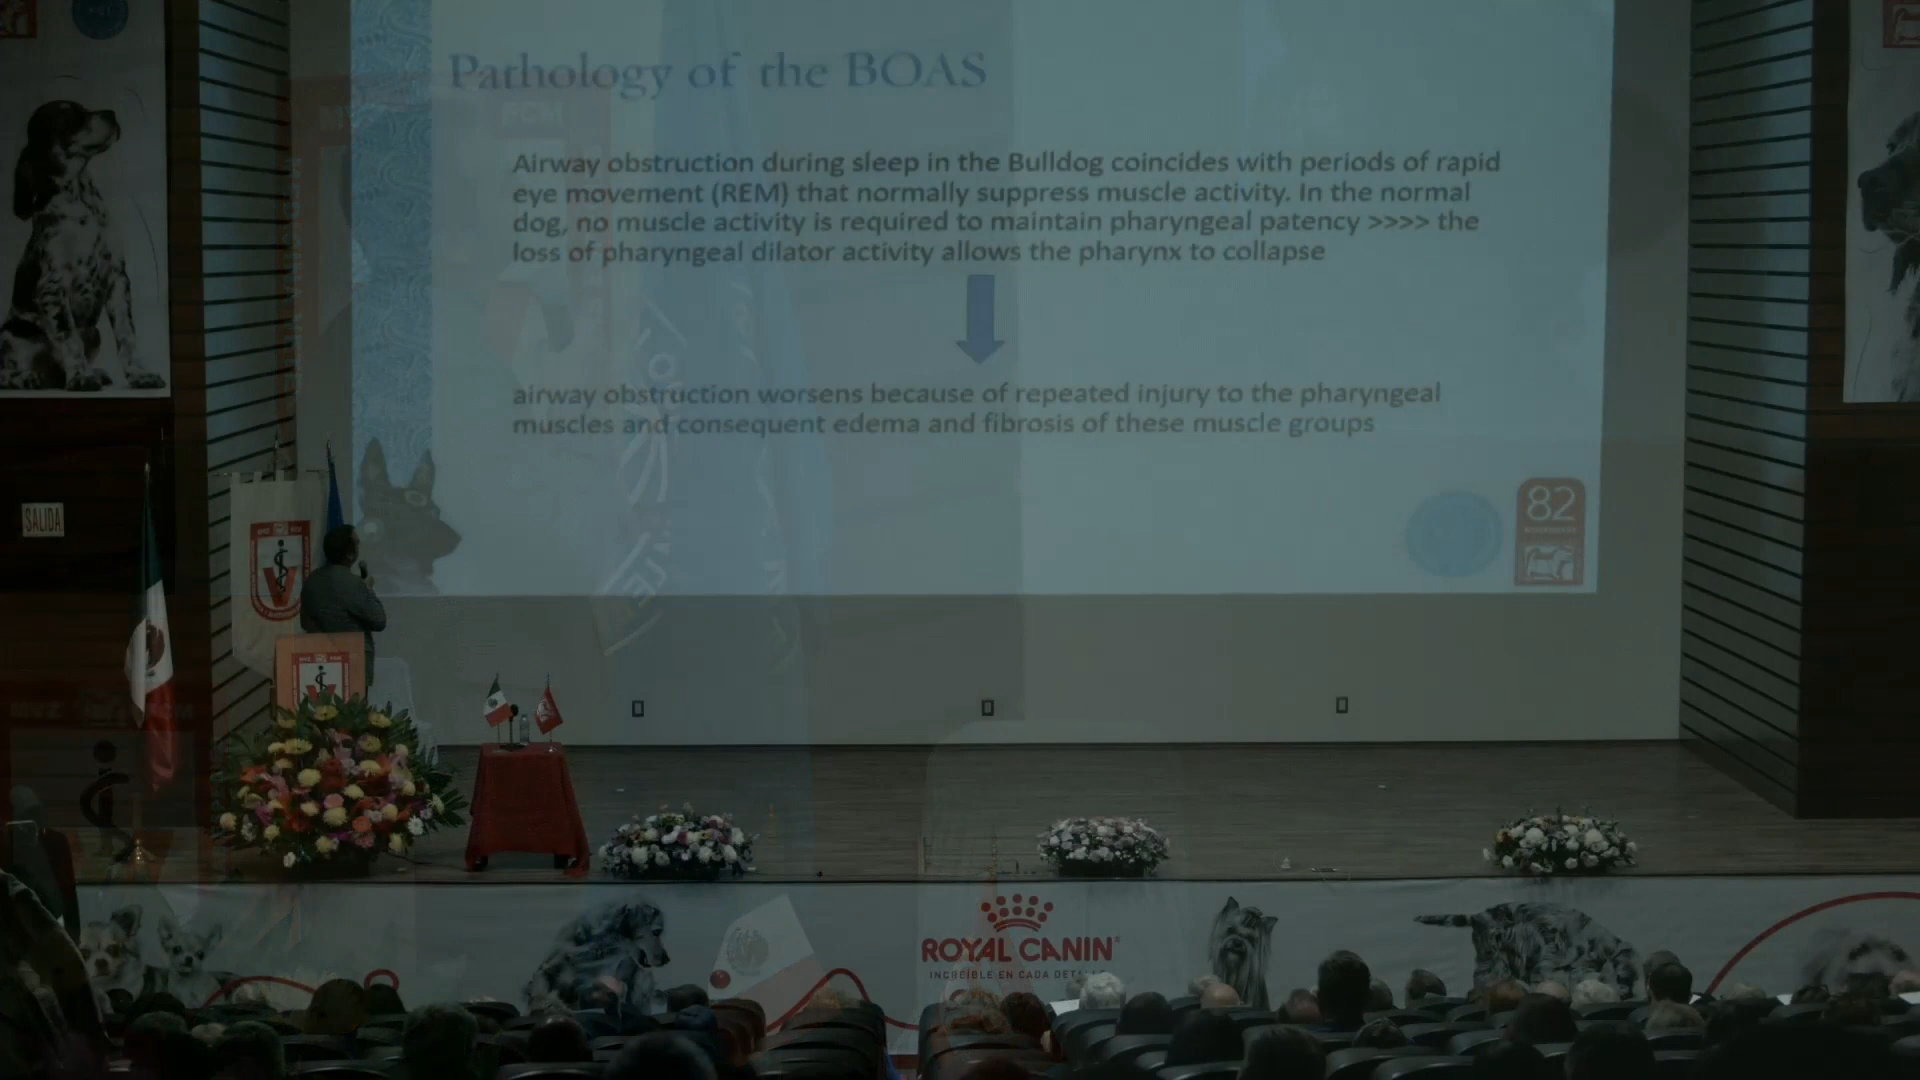 Pathology of the BOAS
Airway obstruction during sleep in the Bulldog coincides with periods of rapid
eye movement (REM) that normally suppress muscle activity. In the normal
dog, no muscle activity is required to maintain pharyngeal patency >>>> the
loss of pharyngeal dilator activity allows the pharynx to collapse
airway obstruction worsens because of repeated injury to the pharyngeal
muscles and consequent edema and fibrosis of these muscle groups
82
SALIDA
ROYAL CANIN
INCREÍBLE EN CADA